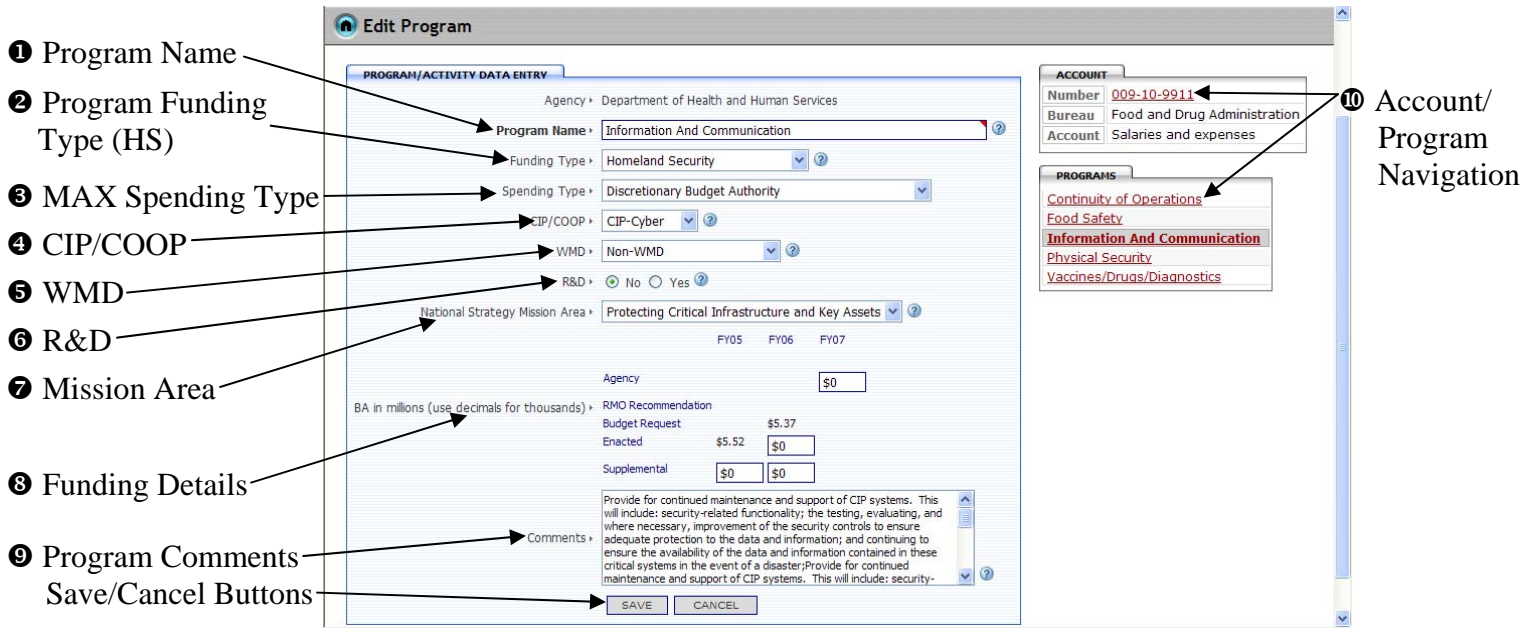 ❶ Program Name
❷ Program Funding
Type (HS)
❸ MAX Spending Type
❹ CIP/COOP
❺ WMD
❻ R&D
❼ Mission Area
❽ Funding Details
❾ Program Comments
Save/Cancel Buttons
Edit Program
PROGRAM/ACTIVITY DATA ENTRY
Agency Department of Health and Human Services
Program Name Information And Communication
Funding Type Homeland Security
Spending Type Discretionary Budget Authority
CIP/COOP CIP-Cyber
WMD Non-WMD
R&D No Yes
National Strategy Mission Area Protecting Critical Infrastructure and Key Assets
FY05 FY06 FY07
Agency $0
BA in millions (use decimals for thousands) RMO Recommendation
Budget Request $5.37
Enacted $5.52 $0
Supplemental $0 $0
Comments
Provide for continued maintenance and support of CIP systems. This
will include: security-related functionality; the testing, evaluating, and
where necessary, improvement of the security controls to ensure
adequate protection to the data and information; and continuing to
ensure the availability of the data and information contained in these
critical systems in the event of a disaster;Provide for continued
maintenance and support of CIP systems. This will include: security-
SAVE CANCEL
ACCOUNT
Number 009-10-9911
Bureau Food and Drug Administration
Account Salaries and expenses
PROGRAMS
Continuity of Operations
Food Safety
Information And Communication
Physical Security
Vaccines/Drugs/Diagnostics
❿ Account/
Program
Navigation